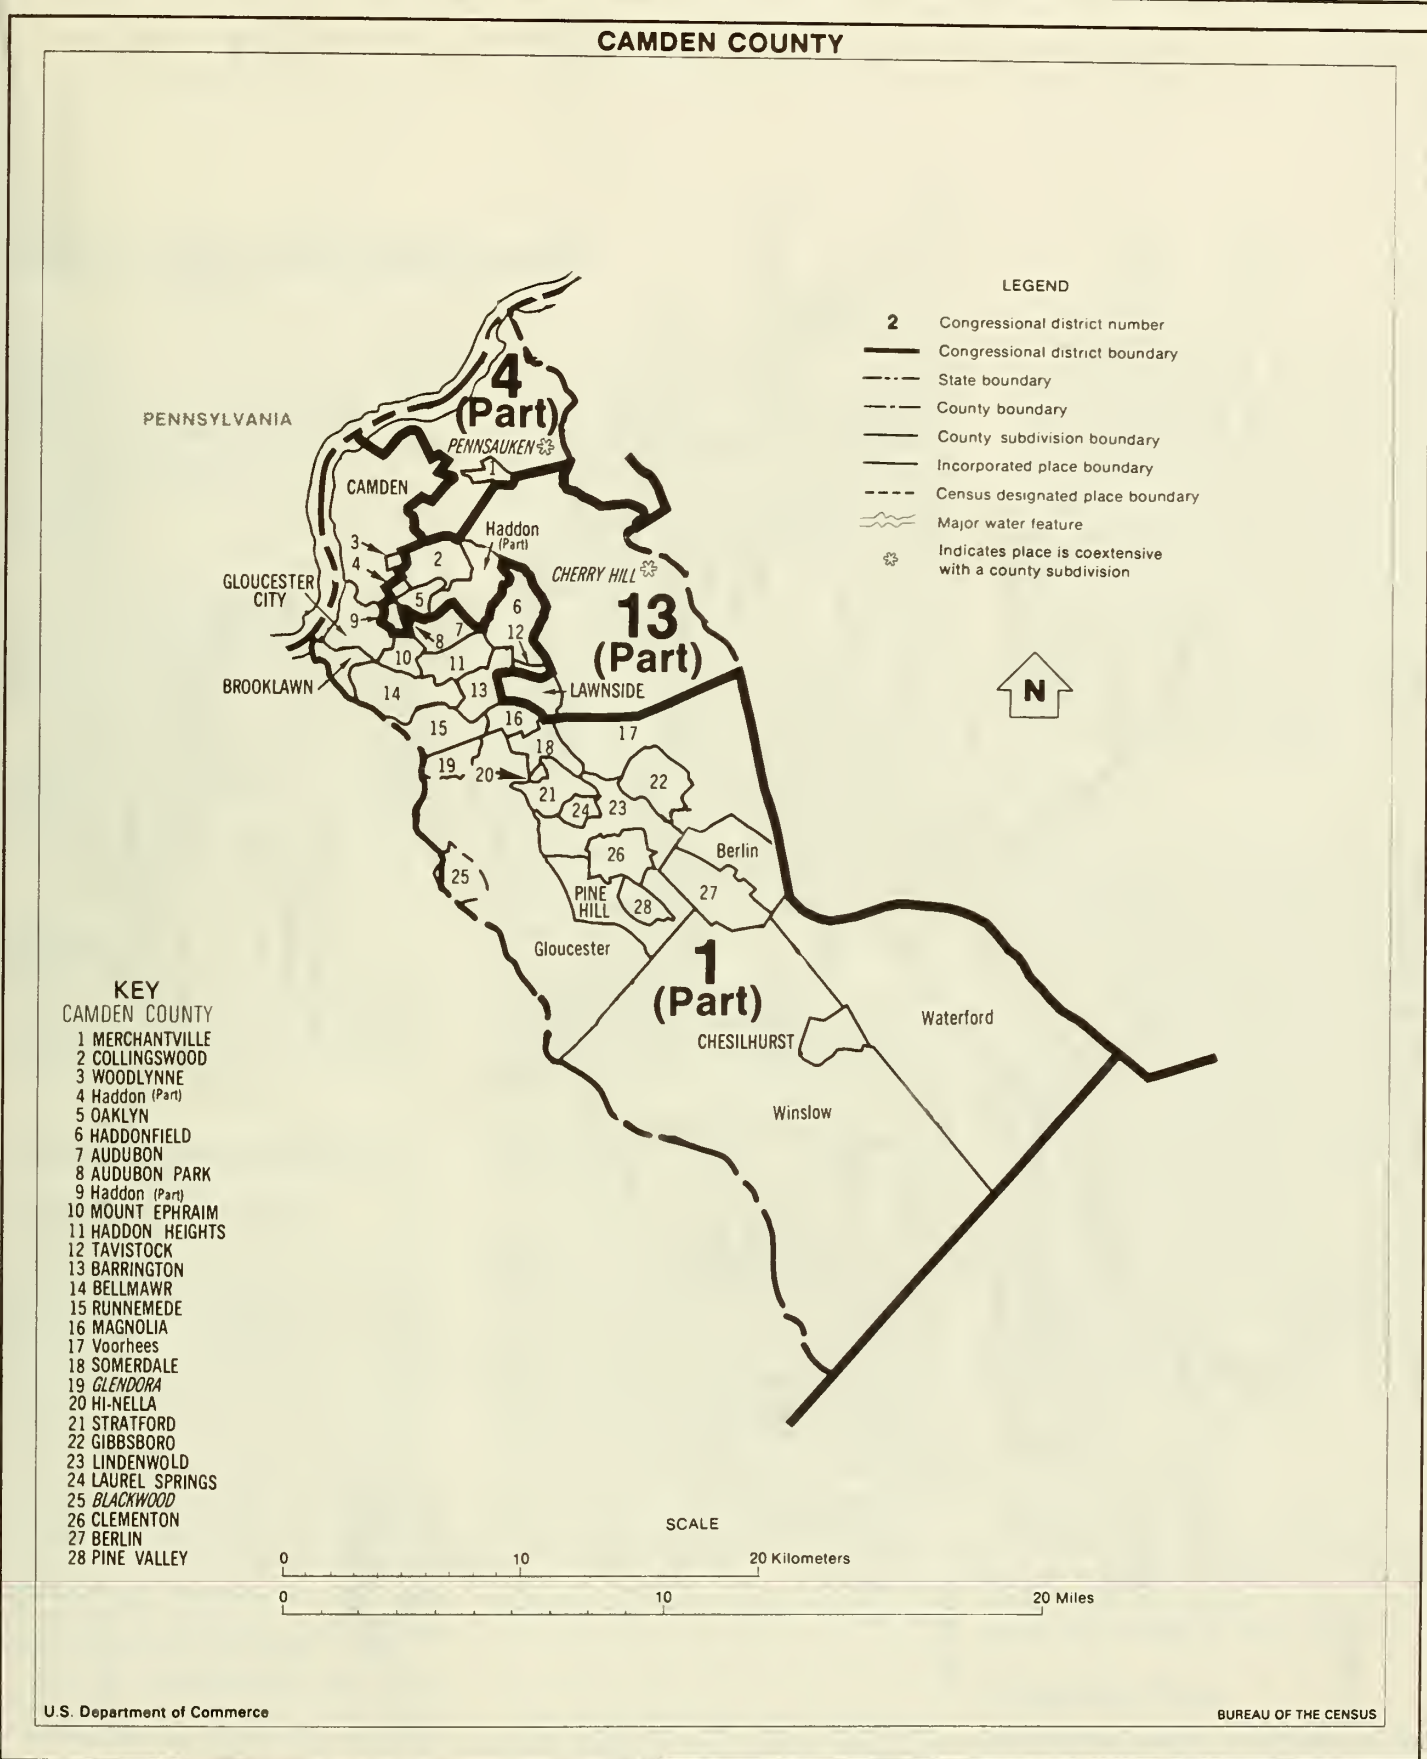 CAMDEN COUNTY
LEGEND
2 Congressional district number
Congressional district boundary
State boundary
County boundary
County subdivision boundary
Incorporated place boundary
Census designated place boundary
Major water feature
Indicates place is coextensive
with a county subdivision
4
(Part)
PENNSYLVANIA
PENNSAUKEN
1
CAMDEN
Haddon
(Part)
3
2
4
CHERRY HILL
GLOUCESTER
CITY
5
6
13
(Part)
9
7
8
12
10
11
BROOKLAWN
14
13
LAWNSIDE
N
16
15
17
18
19
20
22
21
24
23
26
Berlin
25
PINE
HILL
28
27
Gloucester
1
(Part)
Waterford
CHESILHURST
Winslow
KEY
CAMDEN COUNTY
1 MERCHANTVILLE
2 COLLINGSWOOD
3 WOODLYNNE
4 Haddon (Part)
5 OAKLYN
6 HADDONFIELD
7 AUDUBON
8 AUDUBON PARK
9 Haddon (Part)
10 MOUNT EPHRAIM
11 HADDON HEIGHTS
12 TAVISTOCK
13 BARRINGTON
14 BELLMAWR
15 RUNNEMEDE
16 MAGNOLIA
17 Voorhees
18 SOMERDALE
19 GLENDORA
20 HI-NELLA
21 STRATFORD
22 GIBBSBORO
23 LINDENWOLD
24 LAUREL SPRINGS
25 BLACKWOOD
26 CLEMENTON
27 BERLIN
28 PINE VALLEY
SCALE
0 10 20 Kilometers
0 10 20 Miles
U.S. Department of Commerce
BUREAU OF THE CENSUS